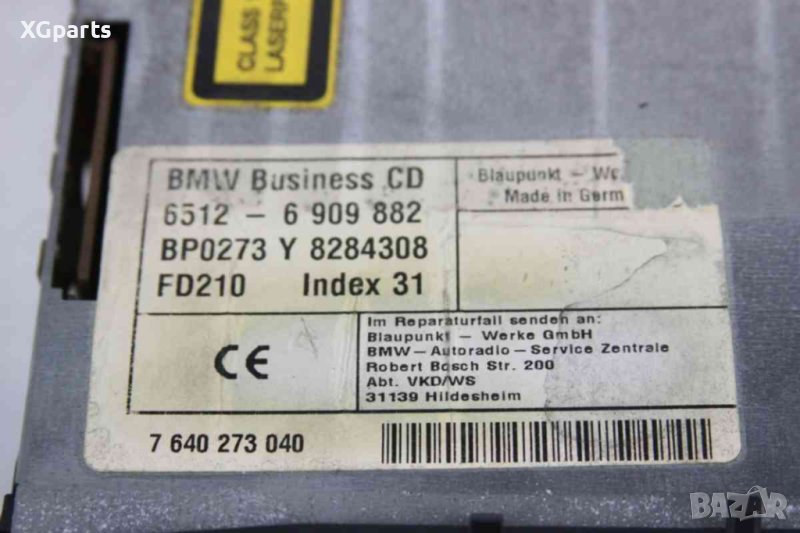 XGparts
CLASS
LASER
BMW Business CD
6512 - 6 909 882
BP0273 Y 8284308
FD210 Index 31
Blaupunkt -
Made in
Im Reparaturfall senden an:
Blaupunkt - Werke GmbH
BMW-Autoradio-Service Zentrale
Robert Bosch Str. 200
Abt. VKD/WS
31139 Hildesheim
CE
7 640 273 040
BAZAR